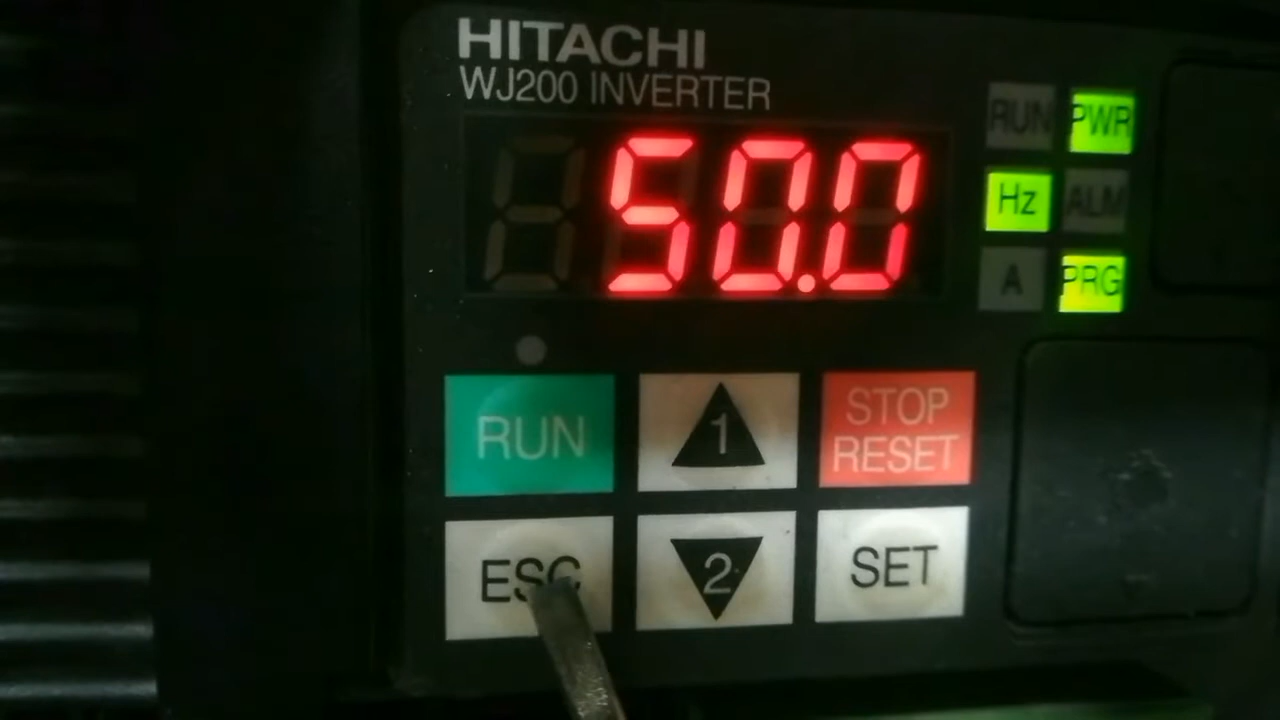 HITACHI
WJ200 INVERTER
50.0
RUN PWR
Hz ALM
A PRG
RUN 1 STOP RESET
ESC 2 SET